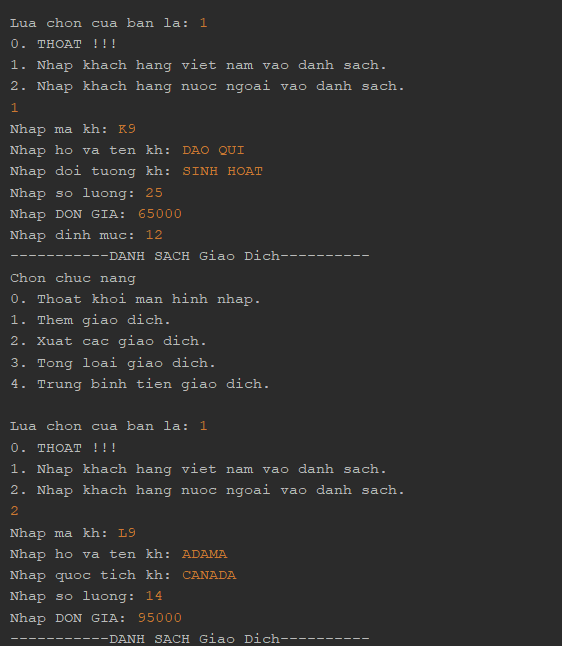 Lua chon cua ban la: 1
0. THOAT !!!
1. Nhap khach hang viet nam vao danh sach.
2. Nhap khach hang nuoc ngoai vao danh sach.
1
Nhap ma kh: K9
Nhap ho va ten kh: DAO QUI
Nhap doi tuong kh: SINH HOAT
Nhap so luong: 25
Nhap DON GIA: 65000
Nhap dinh muc: 12
-----------DANH SACH Giao Dich----------
Chon chuc nang
0. Thoat khoi man hinh nhap.
1. Them giao dich.
2. Xuat cac giao dich.
3. Tong loai giao dich.
4. Trung binh tien giao dich.
Lua chon cua ban la: 1
0. THOAT !!!
1. Nhap khach hang viet nam vao danh sach.
2. Nhap khach hang nuoc ngoai vao danh sach.
2
Nhap ma kh: L9
Nhap ho va ten kh: ADAMA
Nhap quoc tich kh: CANADA
Nhap so luong: 14
Nhap DON GIA: 95000
-----------DANH SACH Giao Dich----------